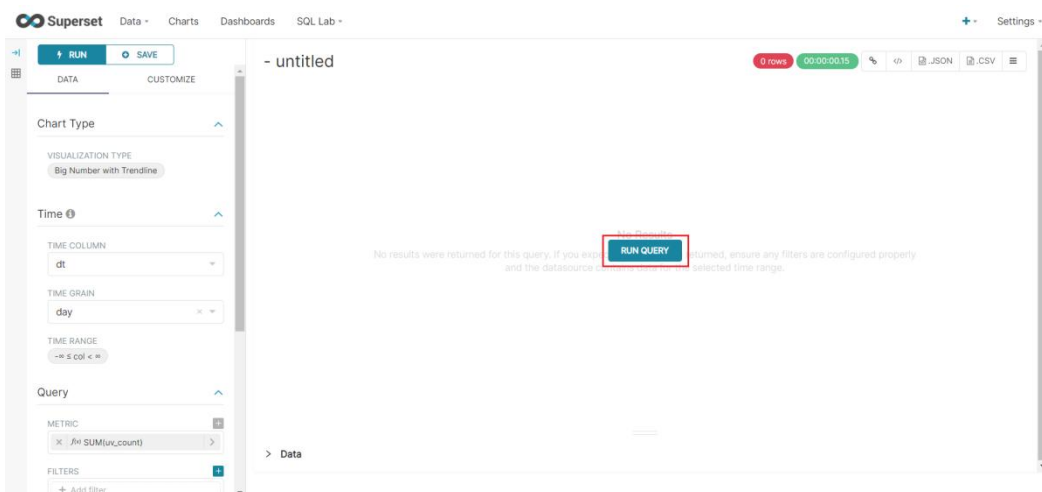 Superset Data Charts Dashboards SQL Lab + Settings
RUN SAVE
DATA CUSTOMIZE
- untitled
0 rows 00:00:00.15 </> .JSON .CSV
Chart Type
VISUALIZATION TYPE
Big Number with Trendline
Time
TIME COLUMN
dt
TIME GRAIN
day
TIME RANGE
-∞ ≤ col < ∞
Query
METRIC
f(x) SUM(uv_count)
FILTERS
+ Add filter
No Results
No results were returned for this query, If you expe
RUN QUERY
eturned, ensure any filters are configured properly
and the datasource c
the selected time range.
> Data